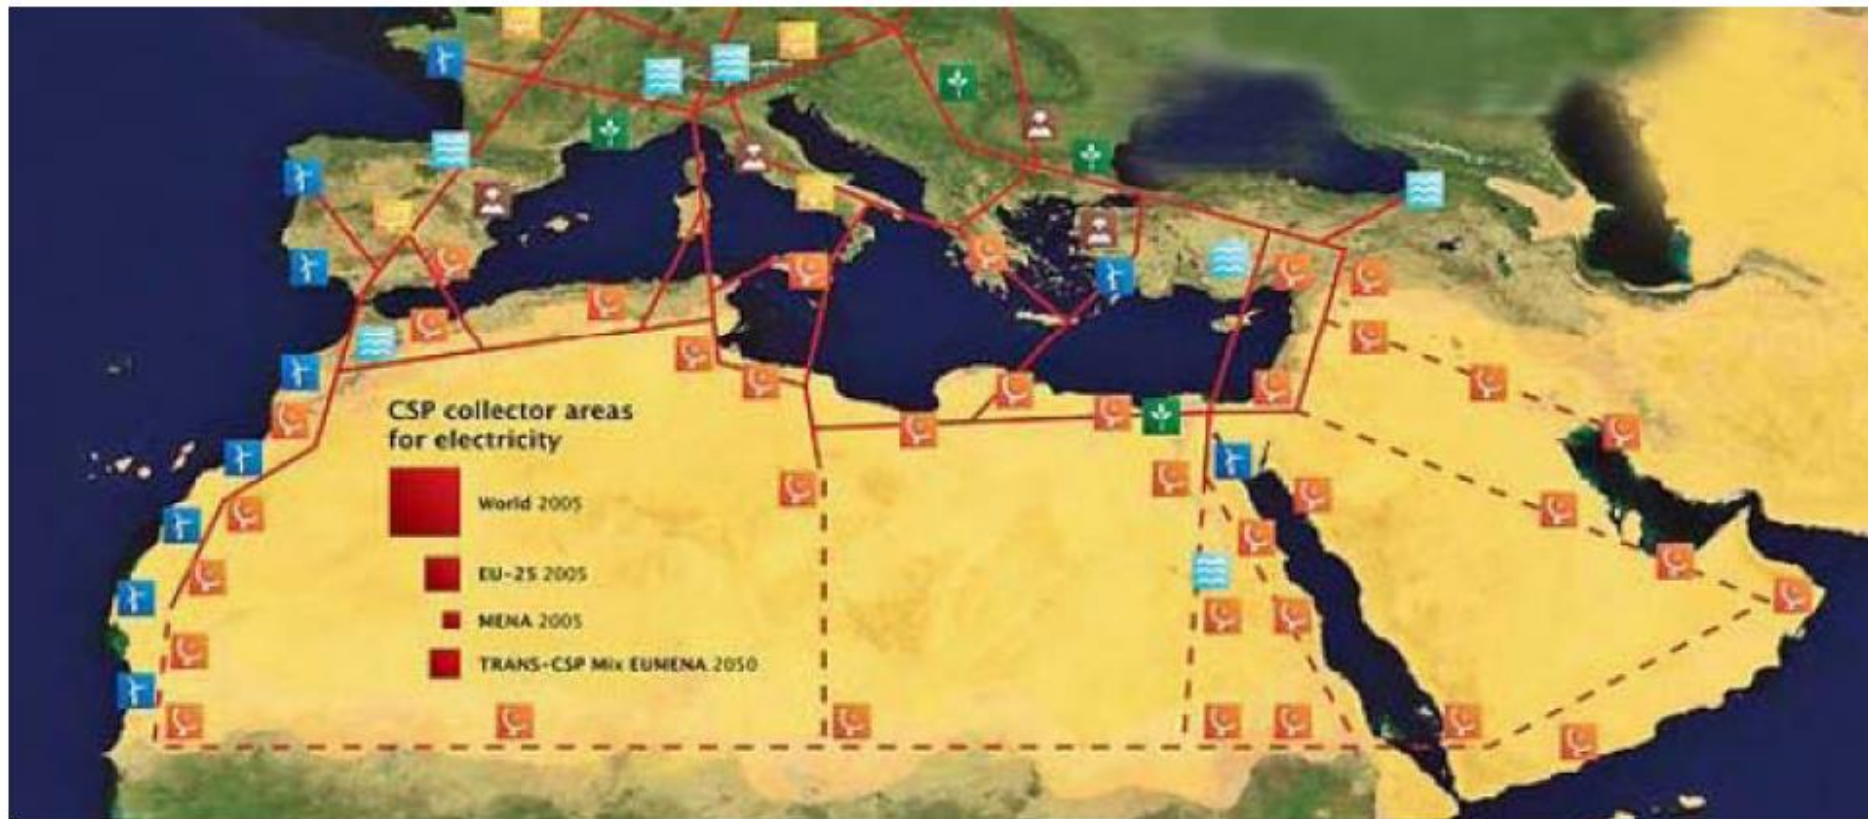 CSP collector areas
for electricity
World 2005
EU-25 2005
MENA 2005
TRANS-CSP Mix EUMENA 2050